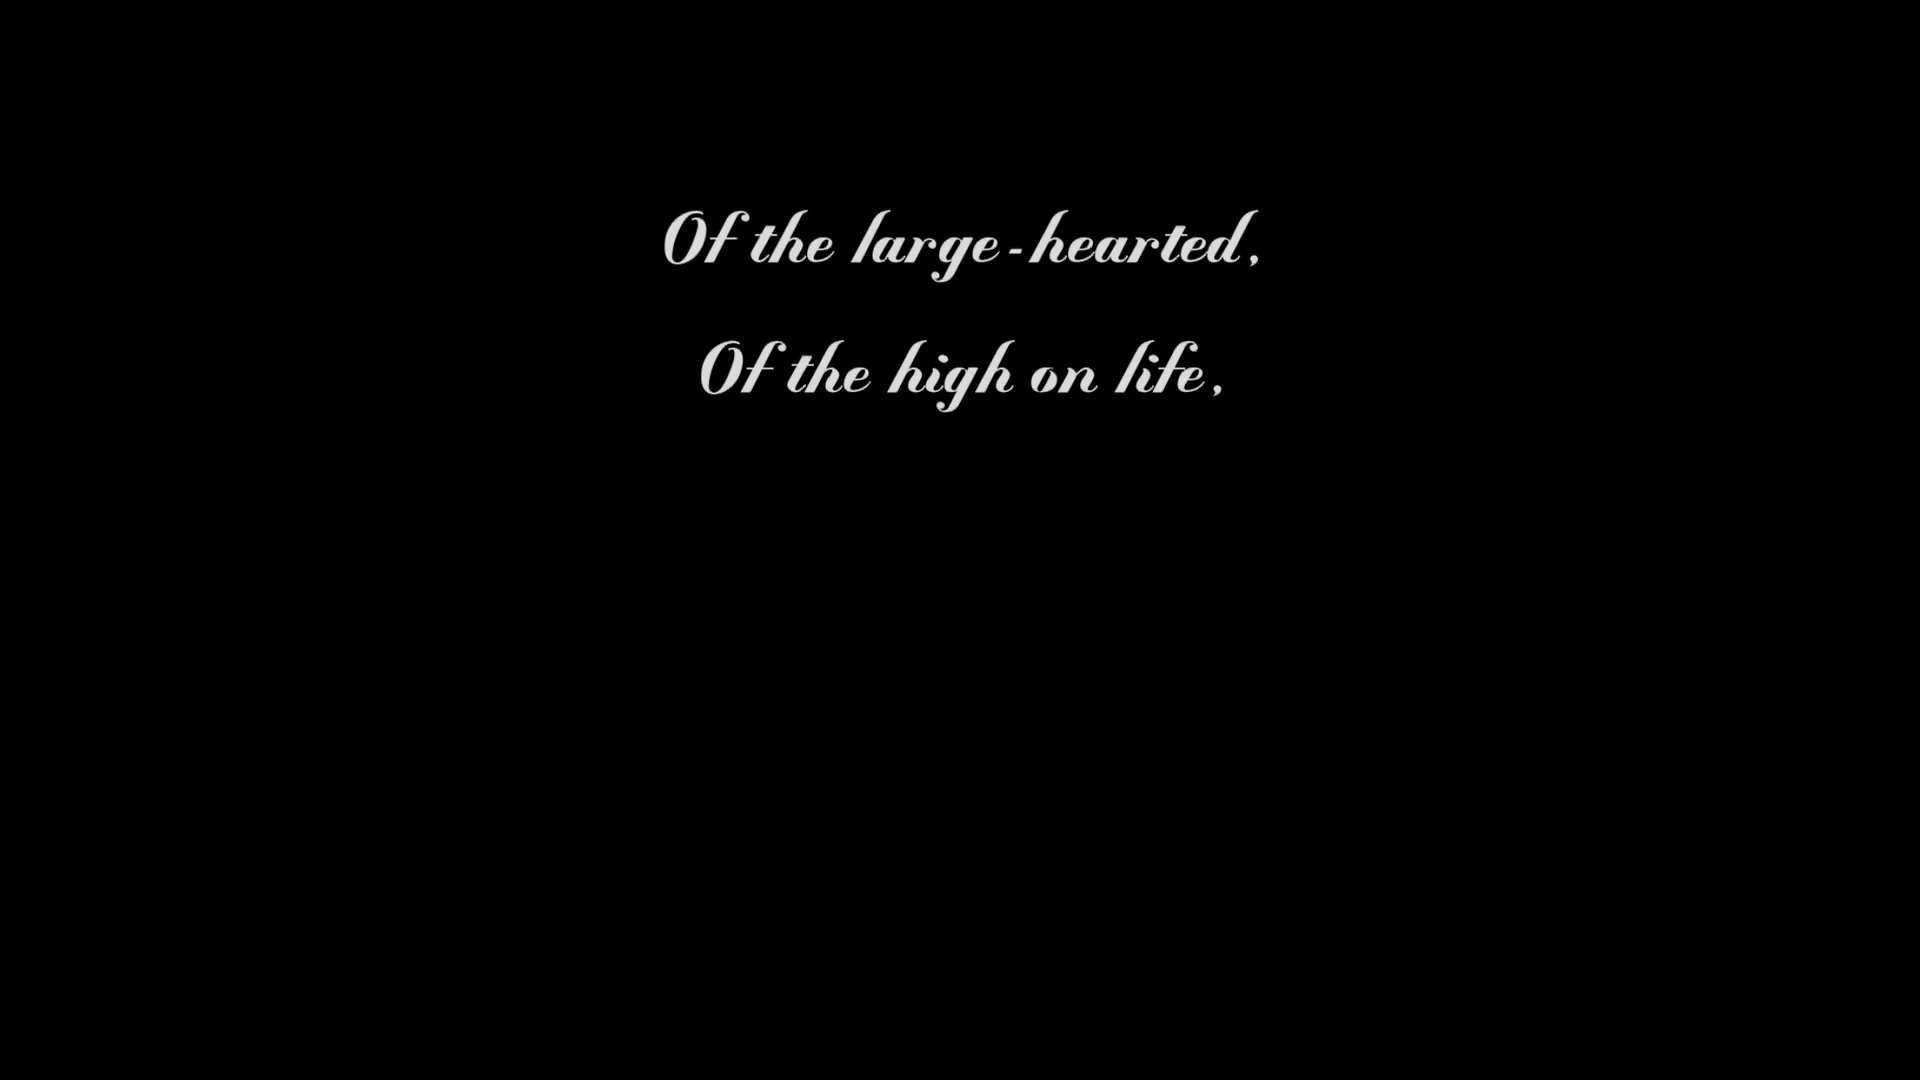 Of the large-hearted,
Of the high on life,